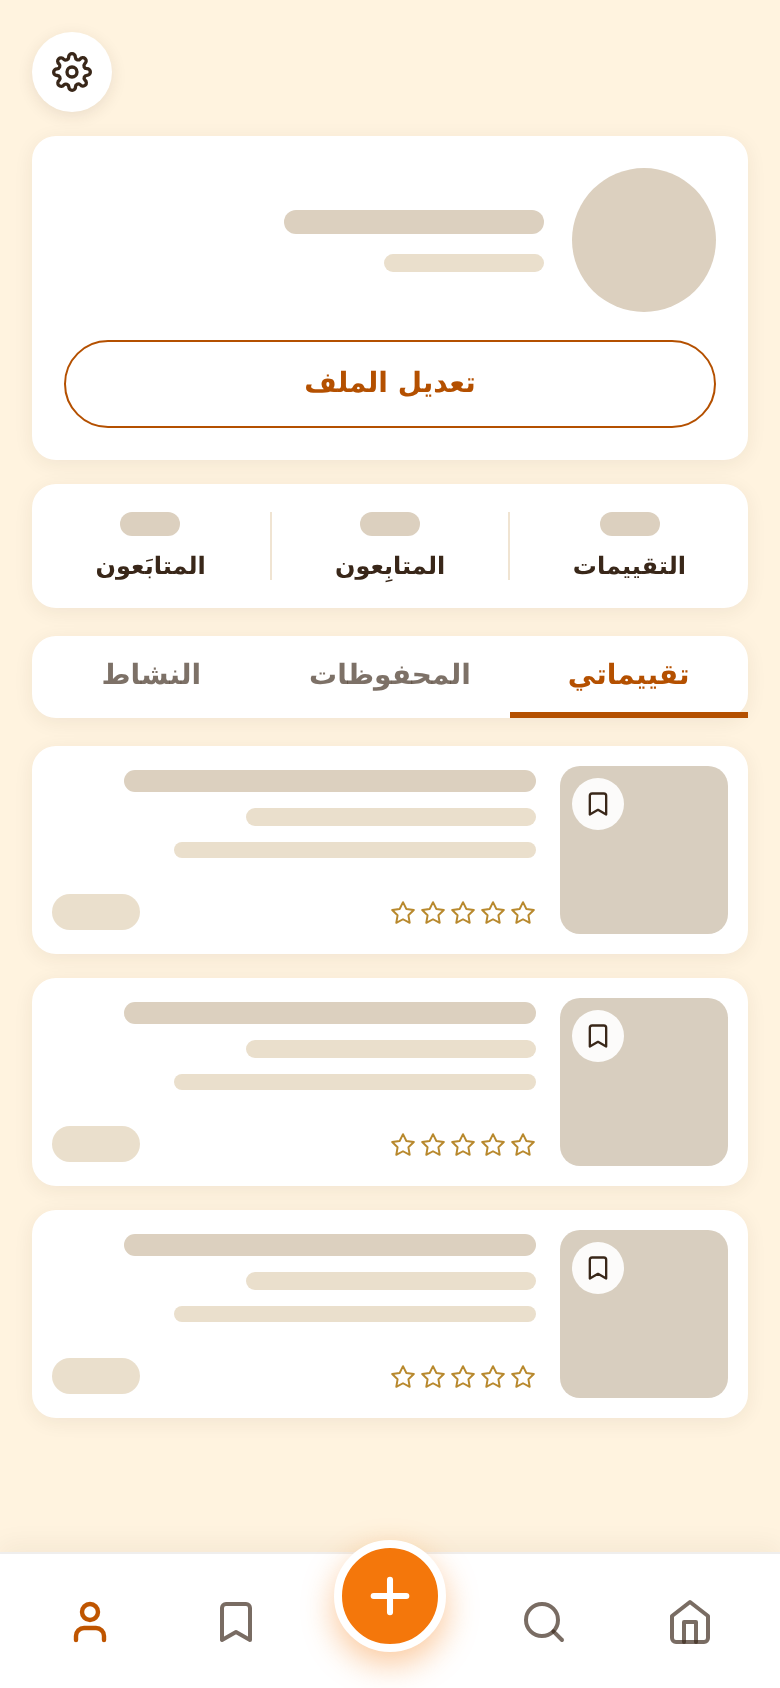 تعديل الملف
التقييمات
المتابِعون
المتابَعون
تقييماتي
المحفوظات
النشاط